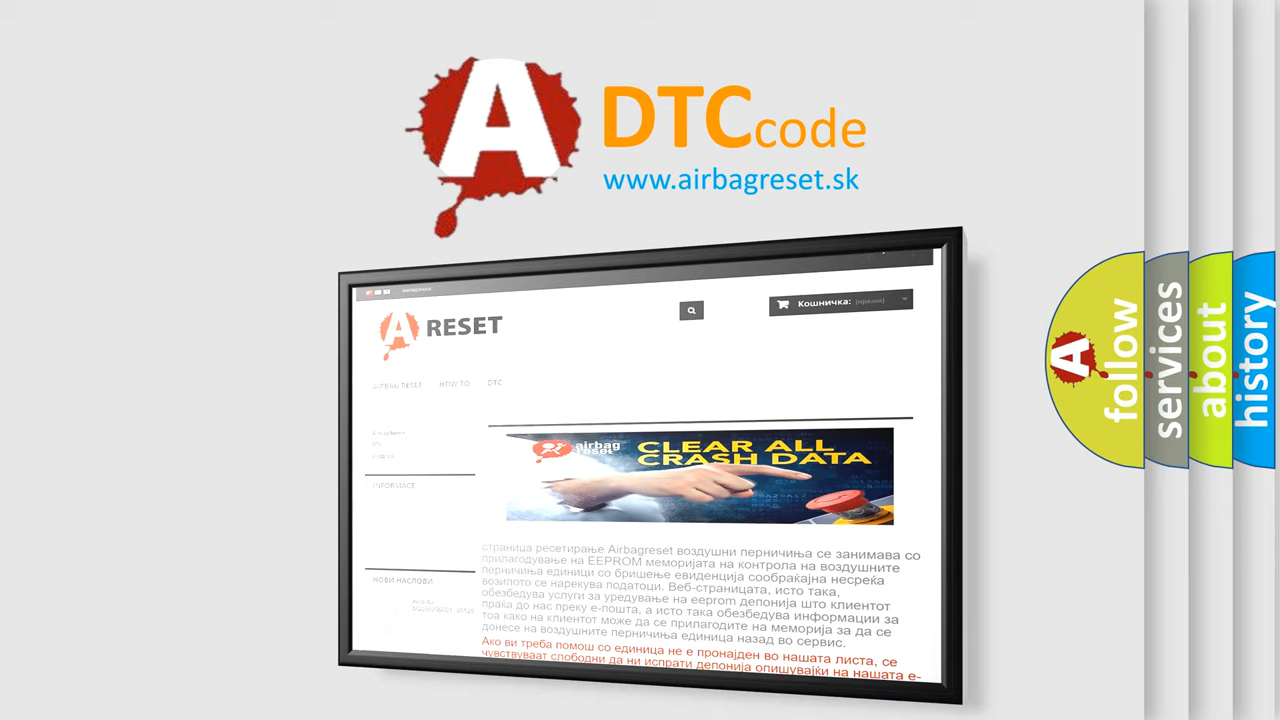 A
DTCcode
www.airbagreset.sk
Кошничка: (празни)
A RESET
AIRBAG RESET HOW TO DTC
airbag
reset
CLEAR ALL
CRASH DATA
INFORMACE
НОВИ НАСЛОВИ
страница ресетирање Airbagreset воздушни перничиња се занимава со
прилагодување на EEPROM меморијата на контрола на воздушните
перничиња единици со бришење евиденција сообраќајна несреќа
возилото се нарекува податоци. Веб-страницата, исто така,
обезбедува услуги за уредување на eeprom депонија што клиентот
праќа до нас преку е-пошта, а исто така обезбедува информации за
тоа како на клиентот може да се прилагодите на меморија за да се
донесе на воздушните перничиња единица назад во сервис.
Ако ви треба помош со единица не е пронајден во нашата листа, се
чувствуваат слободни да ни испрати депонија опишувајќи на нашата е-
A
follow
services
about
history